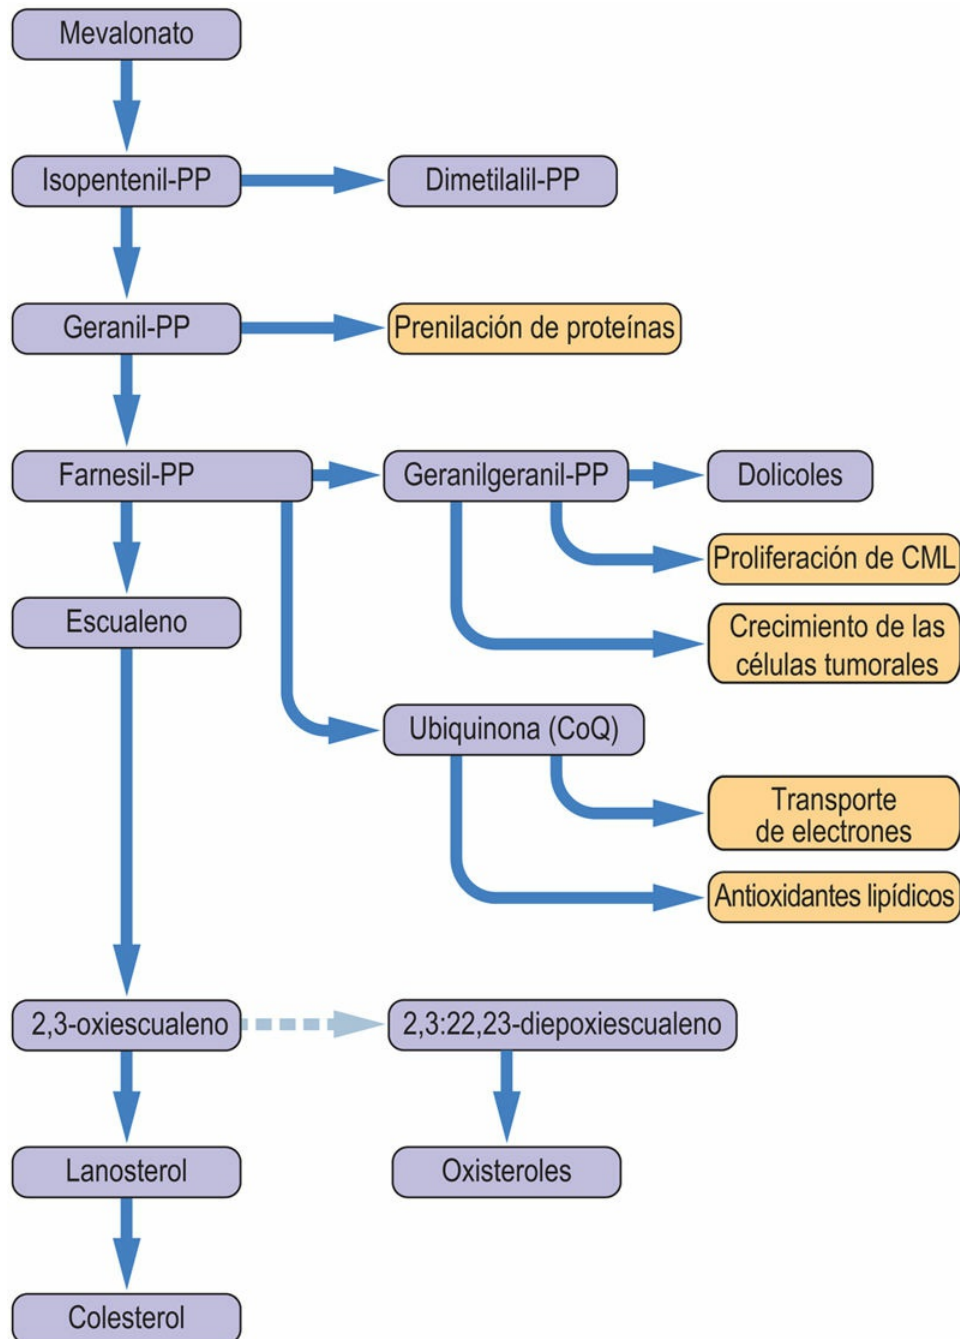 Mevalonato
Isopentenil-PP
Dimetilalil-PP
Geranil-PP
Prenilación de proteínas
Farnesil-PP
Geranilgeranil-PP
Dolicoles
Proliferación de CML
Escualeno
Crecimiento de las
células tumorales
Ubiquinona (CoQ)
Transporte
de electrones
Antioxidantes lipídicos
2,3-oxiescualeno
2,3:22,23-diepoxiescualeno
Lanosterol
Oxisteroles
Colesterol